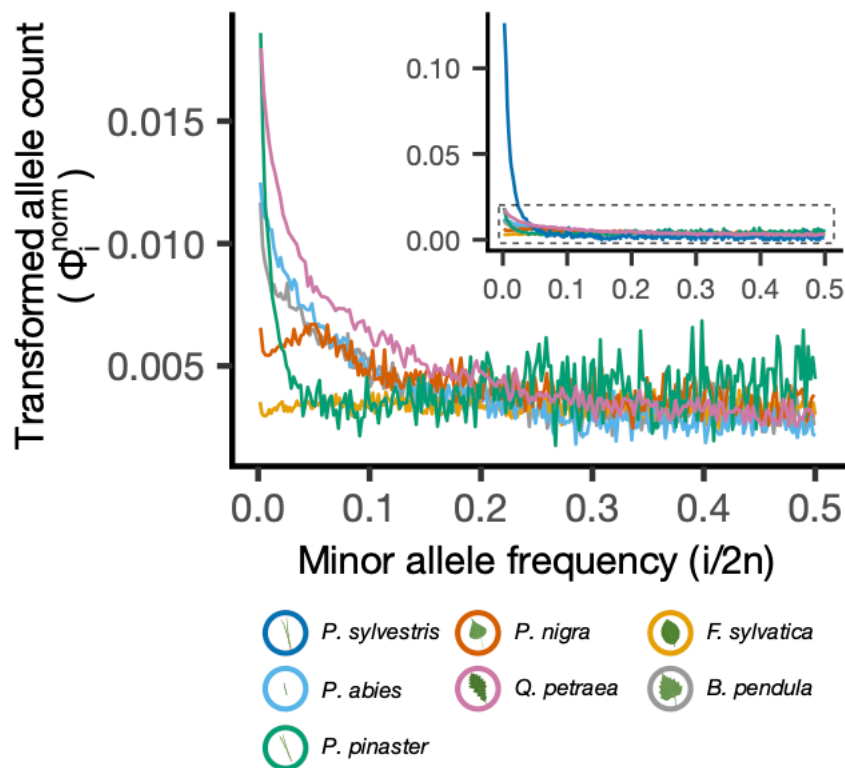 Transformed allele count
( Φᵢⁿᵒʳᵐ )
0.015
0.010
0.005
0.0 0.1 0.2 0.3 0.4 0.5
0.10
0.05
0.00
0.0 0.1 0.2 0.3 0.4 0.5
Minor allele frequency (i/2n)
P. sylvestris P. nigra F. sylvatica
P. abies Q. petraea B. pendula
P. pinaster